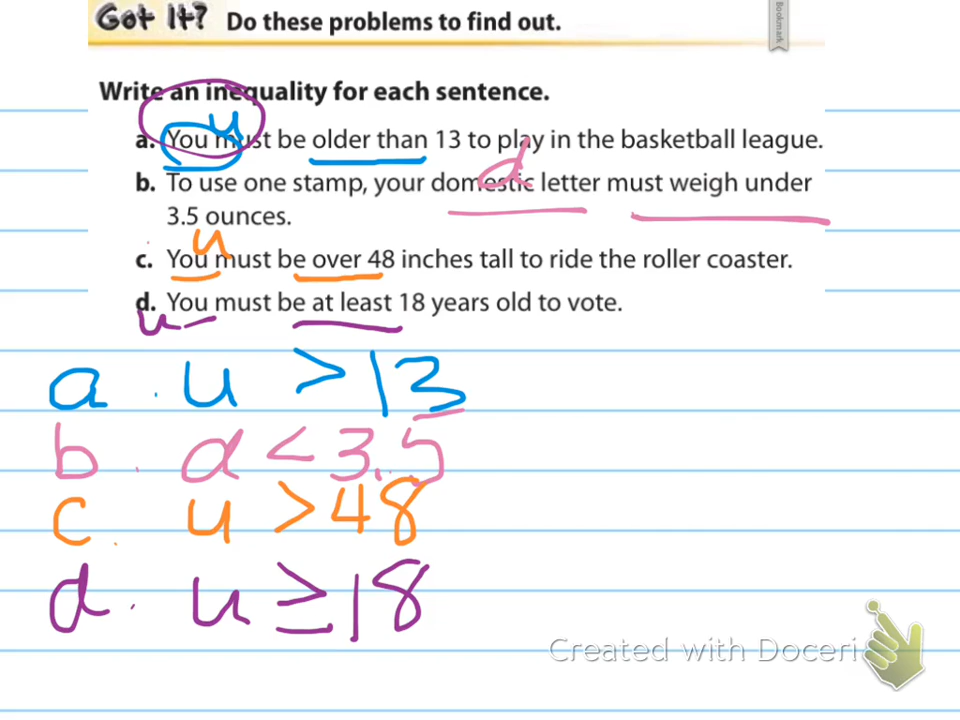 Got It? Do these problems to find out.
Bookmark
Write an inequality for each sentence.
u
a. You must be older than 13 to play in the basketball league.
d
b. To use one stamp, your domestic letter must weigh under
3.5 ounces.
u
c. You must be over 48 inches tall to ride the roller coaster.
d. You must be at least 18 years old to vote.
u
a. u > 13
b. d < 3.5
c. u > 48
d. u ≥ 18
Created with Doceri